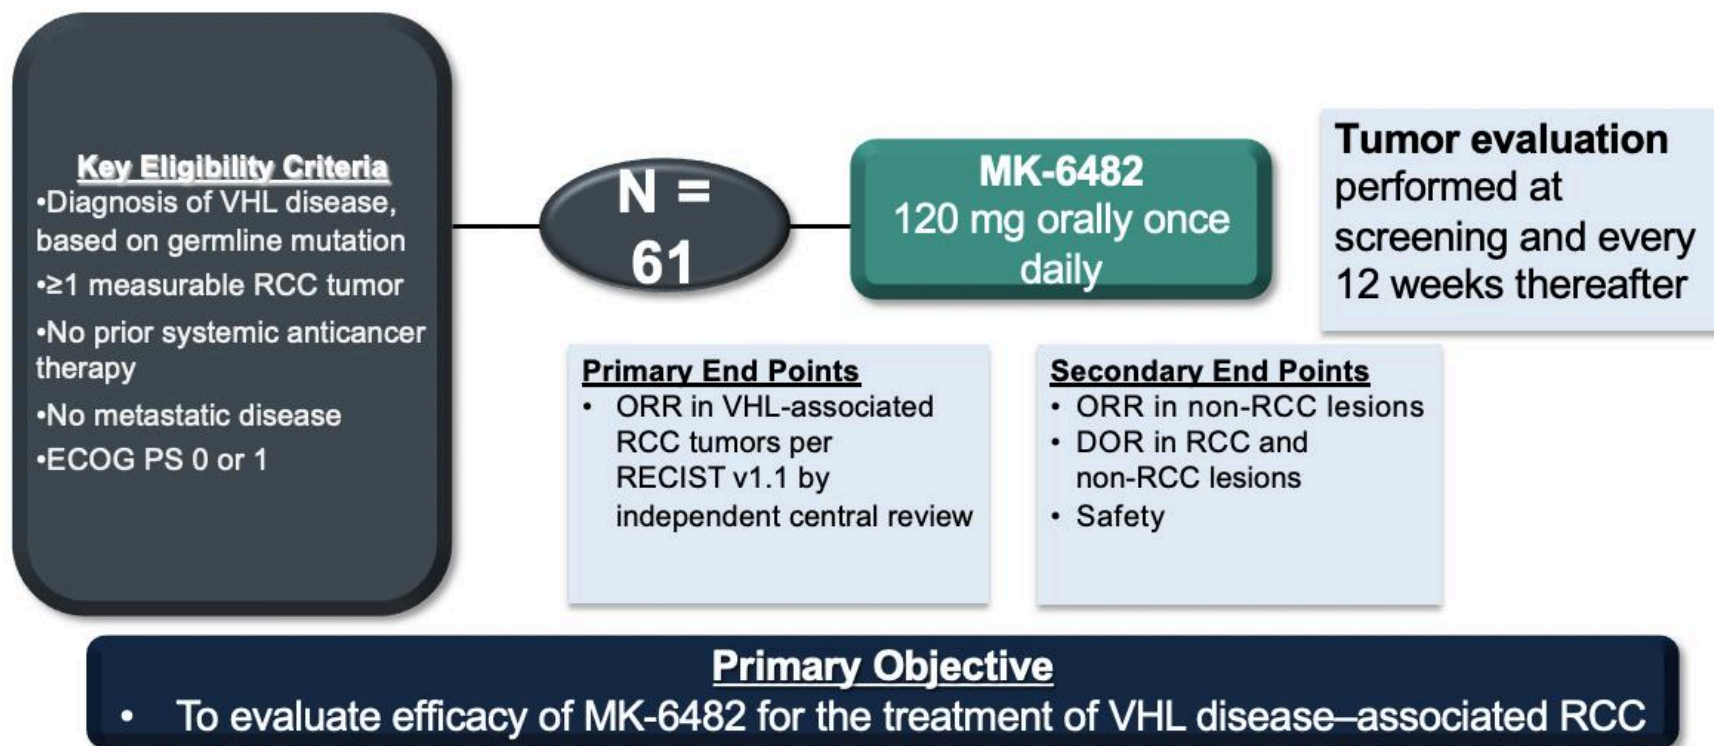 Key Eligibility Criteria
•Diagnosis of VHL disease,
based on germline mutation
•≥1 measurable RCC tumor
•No prior systemic anticancer
therapy
•No metastatic disease
•ECOG PS 0 or 1
N =
61
MK-6482
120 mg orally once
daily
Tumor evaluation
performed at
screening and every
12 weeks thereafter
Primary End Points
• ORR in VHL-associated
RCC tumors per
RECIST v1.1 by
independent central review
Secondary End Points
• ORR in non-RCC lesions
• DOR in RCC and
non-RCC lesions
• Safety
Primary Objective
• To evaluate efficacy of MK-6482 for the treatment of VHL disease–associated RCC